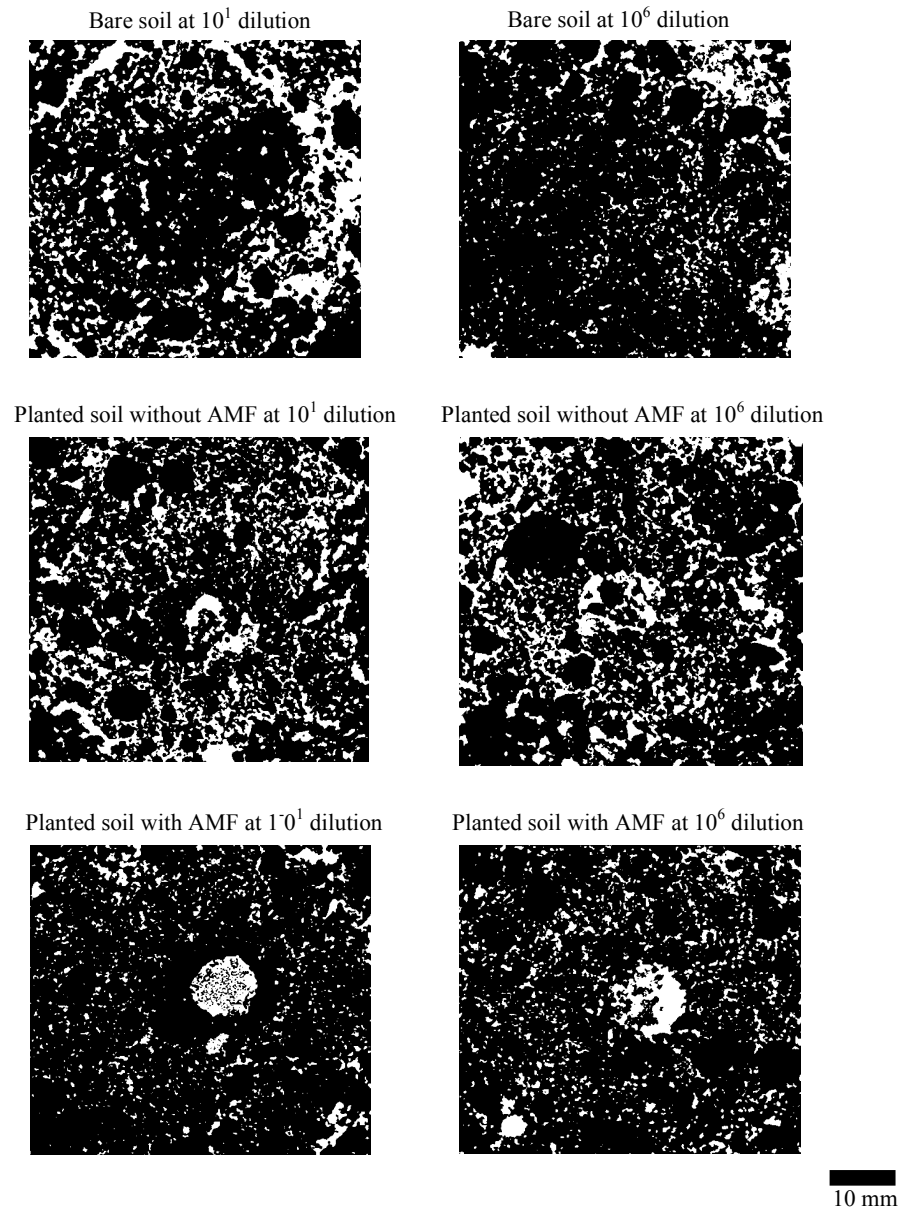 Bare soil at 10¹ dilution
Bare soil at 10⁶ dilution
Planted soil without AMF at 10¹ dilution
Planted soil without AMF at 10⁶ dilution
Planted soil with AMF at 1-0¹ dilution
Planted soil with AMF at 10⁶ dilution
10 mm